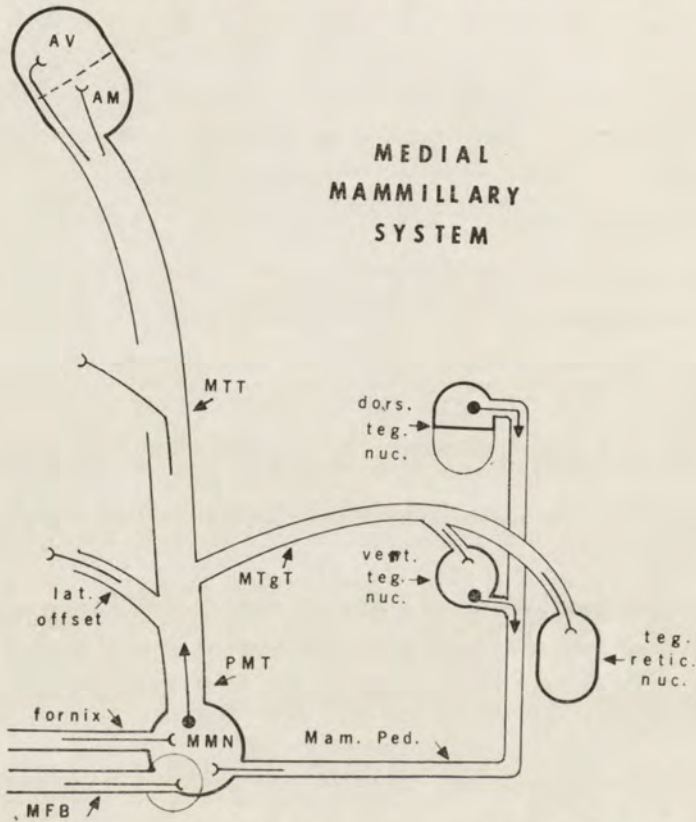 AV
AM
MEDIAL
MAMMILLARY
SYSTEM
MTT
dors.
teg.
nuc.
MTgT
vent.
teg.
nuc.
lat.
offset
PMT
teg.
retic.
nuc.
fornix
MMN
Mam. Ped.
MFB